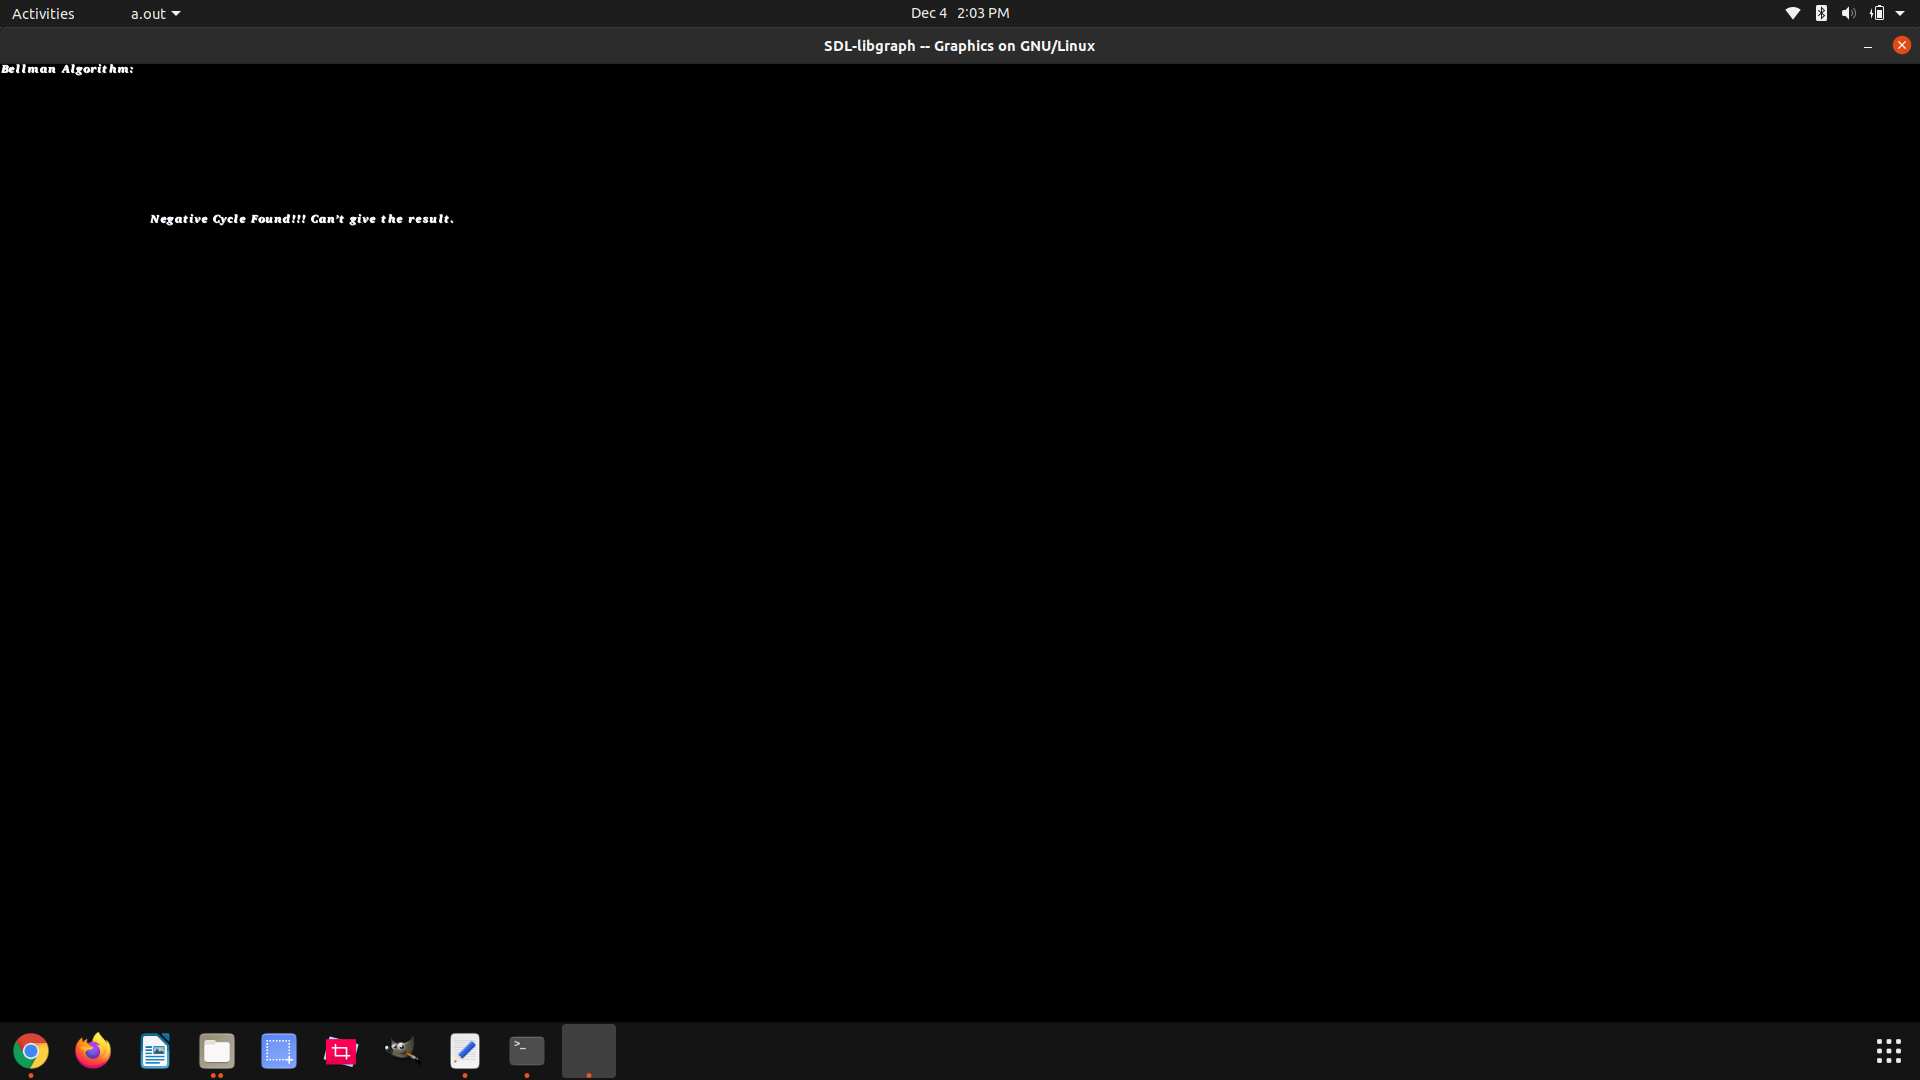 Activities a.out Dec 4 2:03 PM
SDL-libgraph -- Graphics on GNU/Linux
Bellman Algorithm:
Negative Cycle Found!!! Can't give the result.